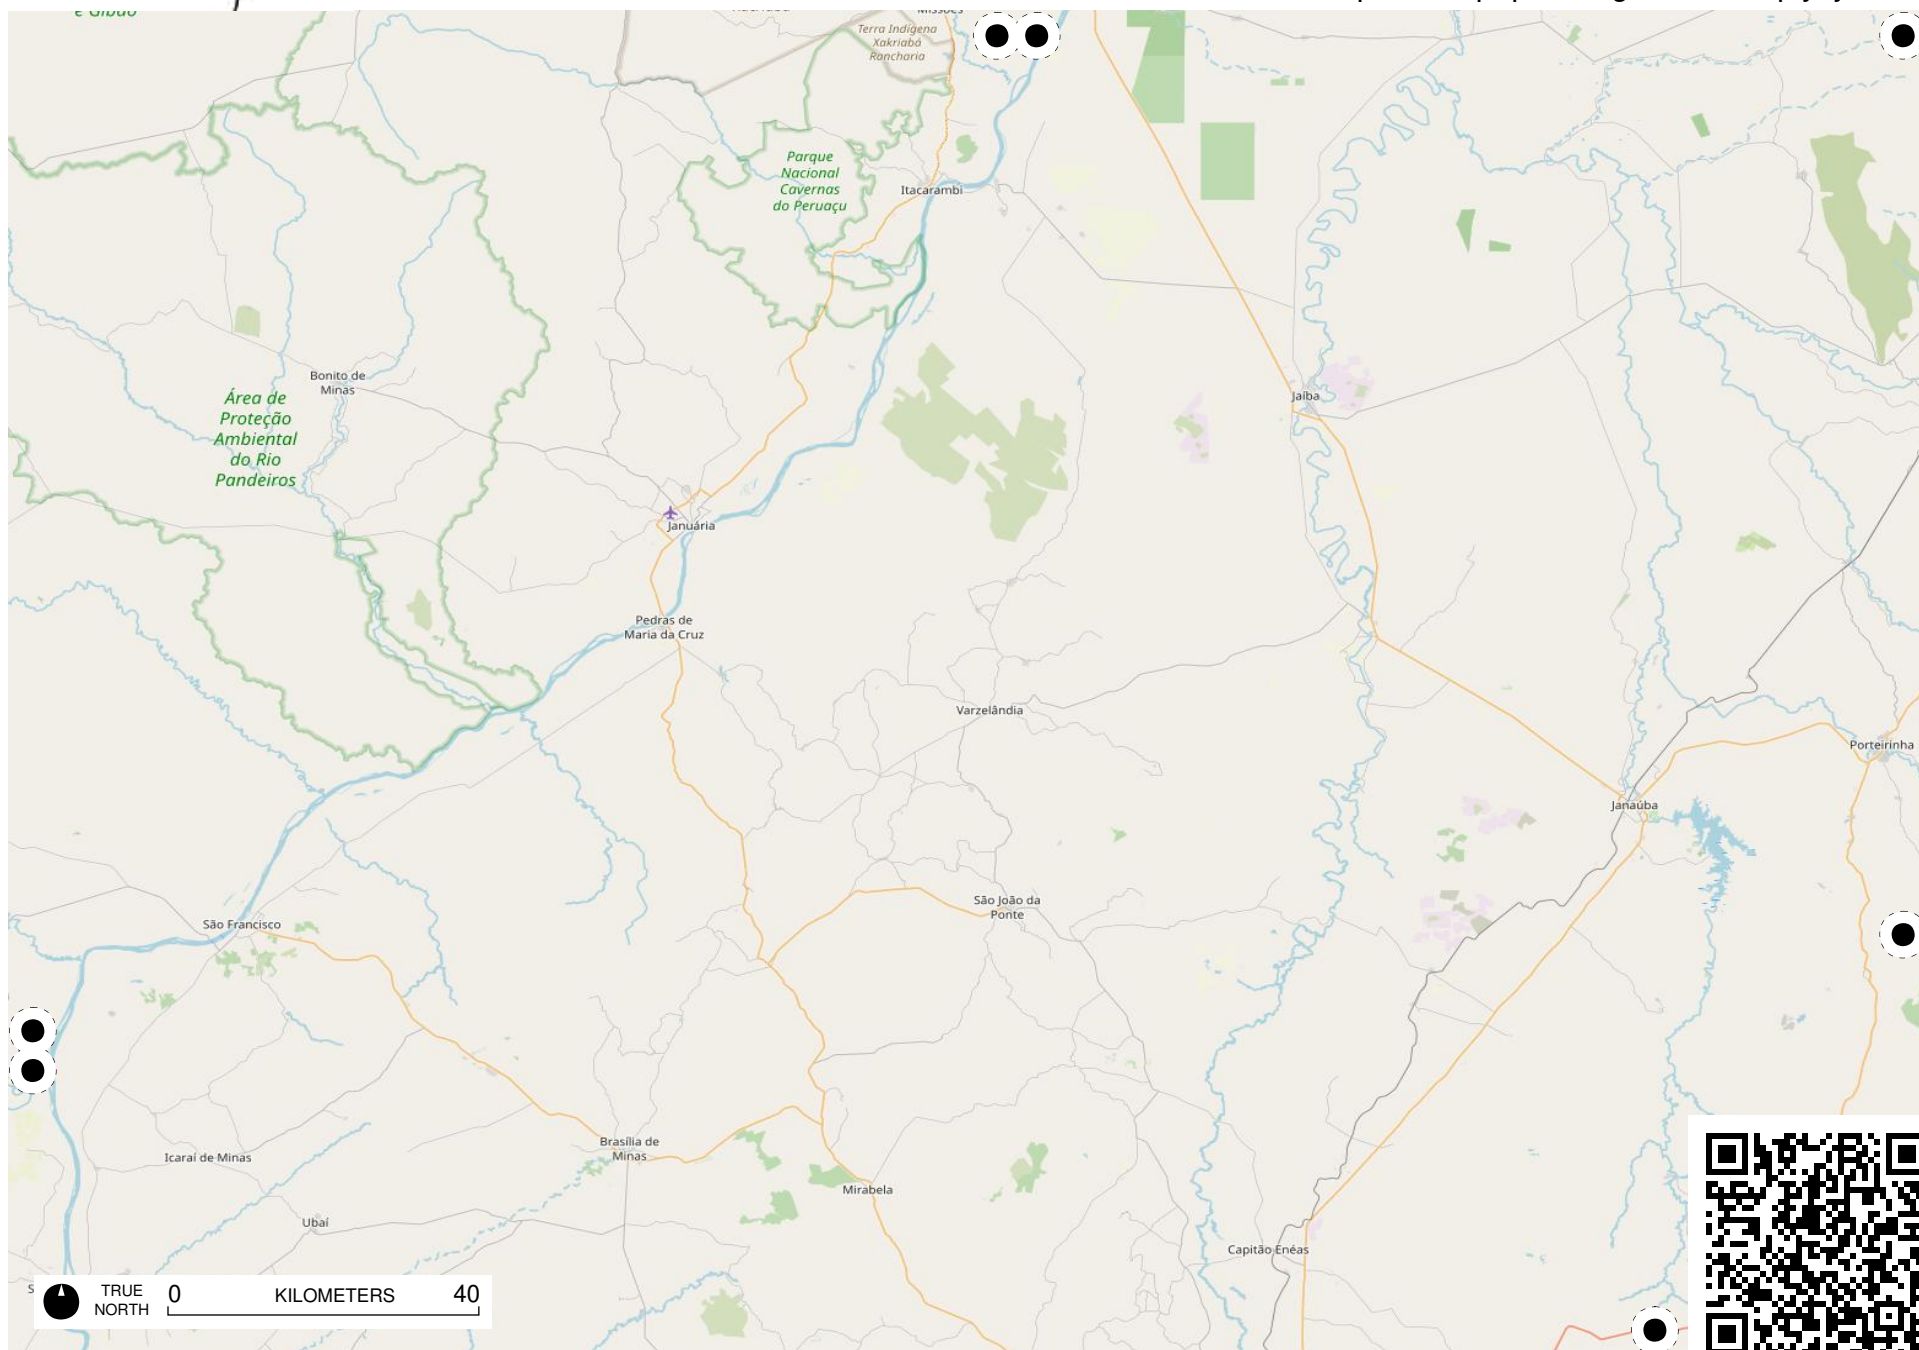 e Gibão
Missões
Terra Indígena
Xakriabá
Rancharia
Parque
Nacional
Cavernas
do Peruaçu
Itacarambi
Bonito de
Minas
Área de
Proteção
Ambiental
do Rio
Pandeiros
Jaíba
Januária
Pedras de
Maria da Cruz
Varzelândia
Porteirinha
Janaúba
São João da
Ponte
São Francisco
Brasília de
Minas
Icaraí de Minas
Mirabela
Ubaí
Capitão Enéas
TRUE
NORTH
0 KILOMETERS 40